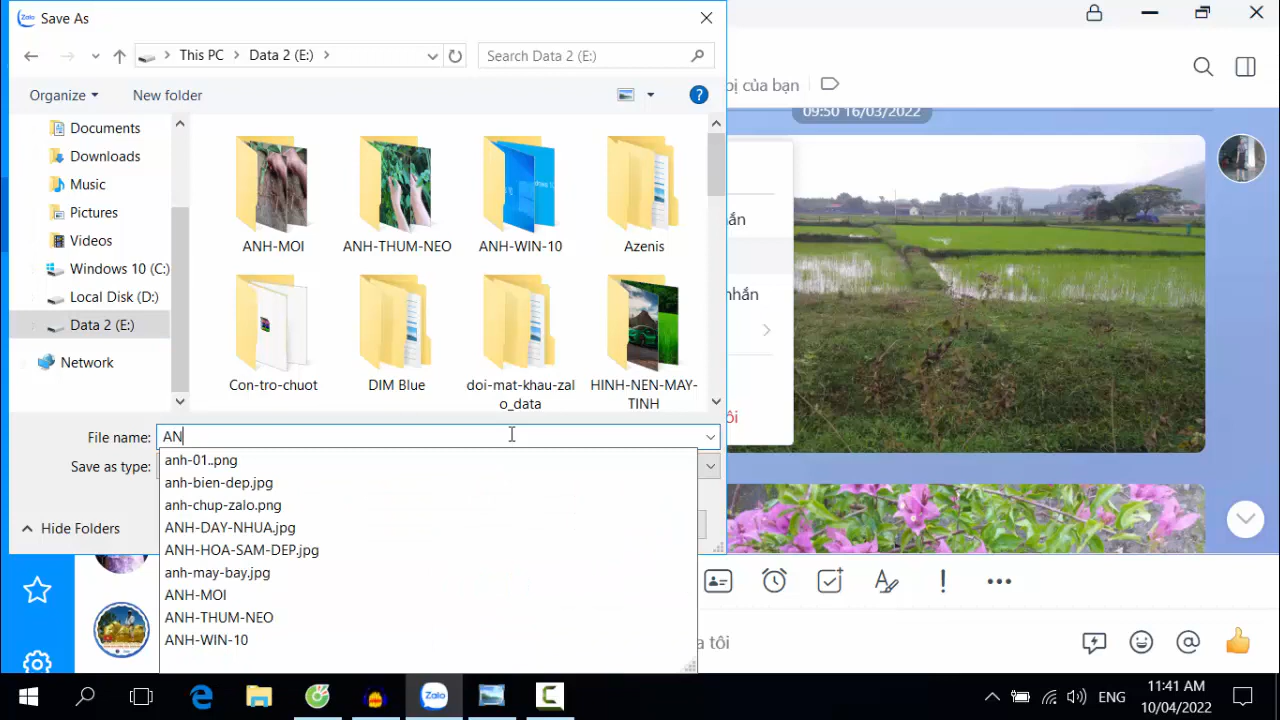 Zalo Save As
This PC Data 2 (E:)
Search Data 2 (E:)
Organize
New folder
Documents
Downloads
Music
Pictures
Videos
Windows 10 (C:)
Local Disk (D:)
Data 2 (E:)
Network
ANH-MOI
ANH-THUM-NEO
ANH-WIN-10
Azenis
Con-tro-chuot
DIM Blue
doi-mat-khau-zal
o_data
HINH-NEN-MAY-
TINH
File name: AN
Save as type:
anh-01..png
anh-bien-dep.jpg
anh-chup-zalo.png
ANH-DAY-NHUA.jpg
ANH-HOA-SAM-DEP.jpg
anh-may-bay.jpg
ANH-MOI
ANH-THUM-NEO
ANH-WIN-10
Hide Folders
bị của bạn
09:50 16/03/2022
ắn
nhắn
ôi
a tôi
Zalo
ENG
11:41 AM
10/04/2022